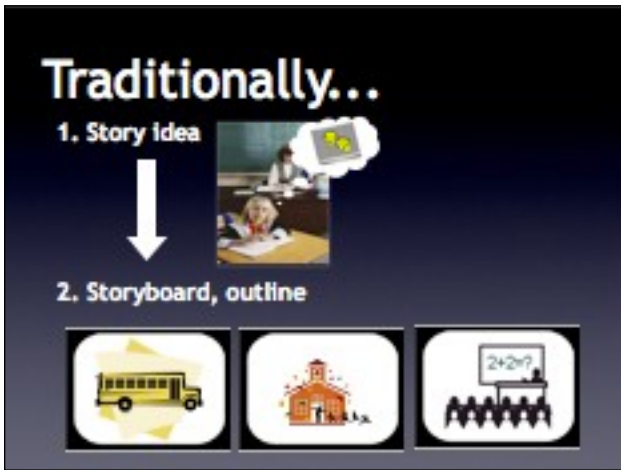 Traditionally...
1. Story idea
2. Storyboard, outline
2+2=?